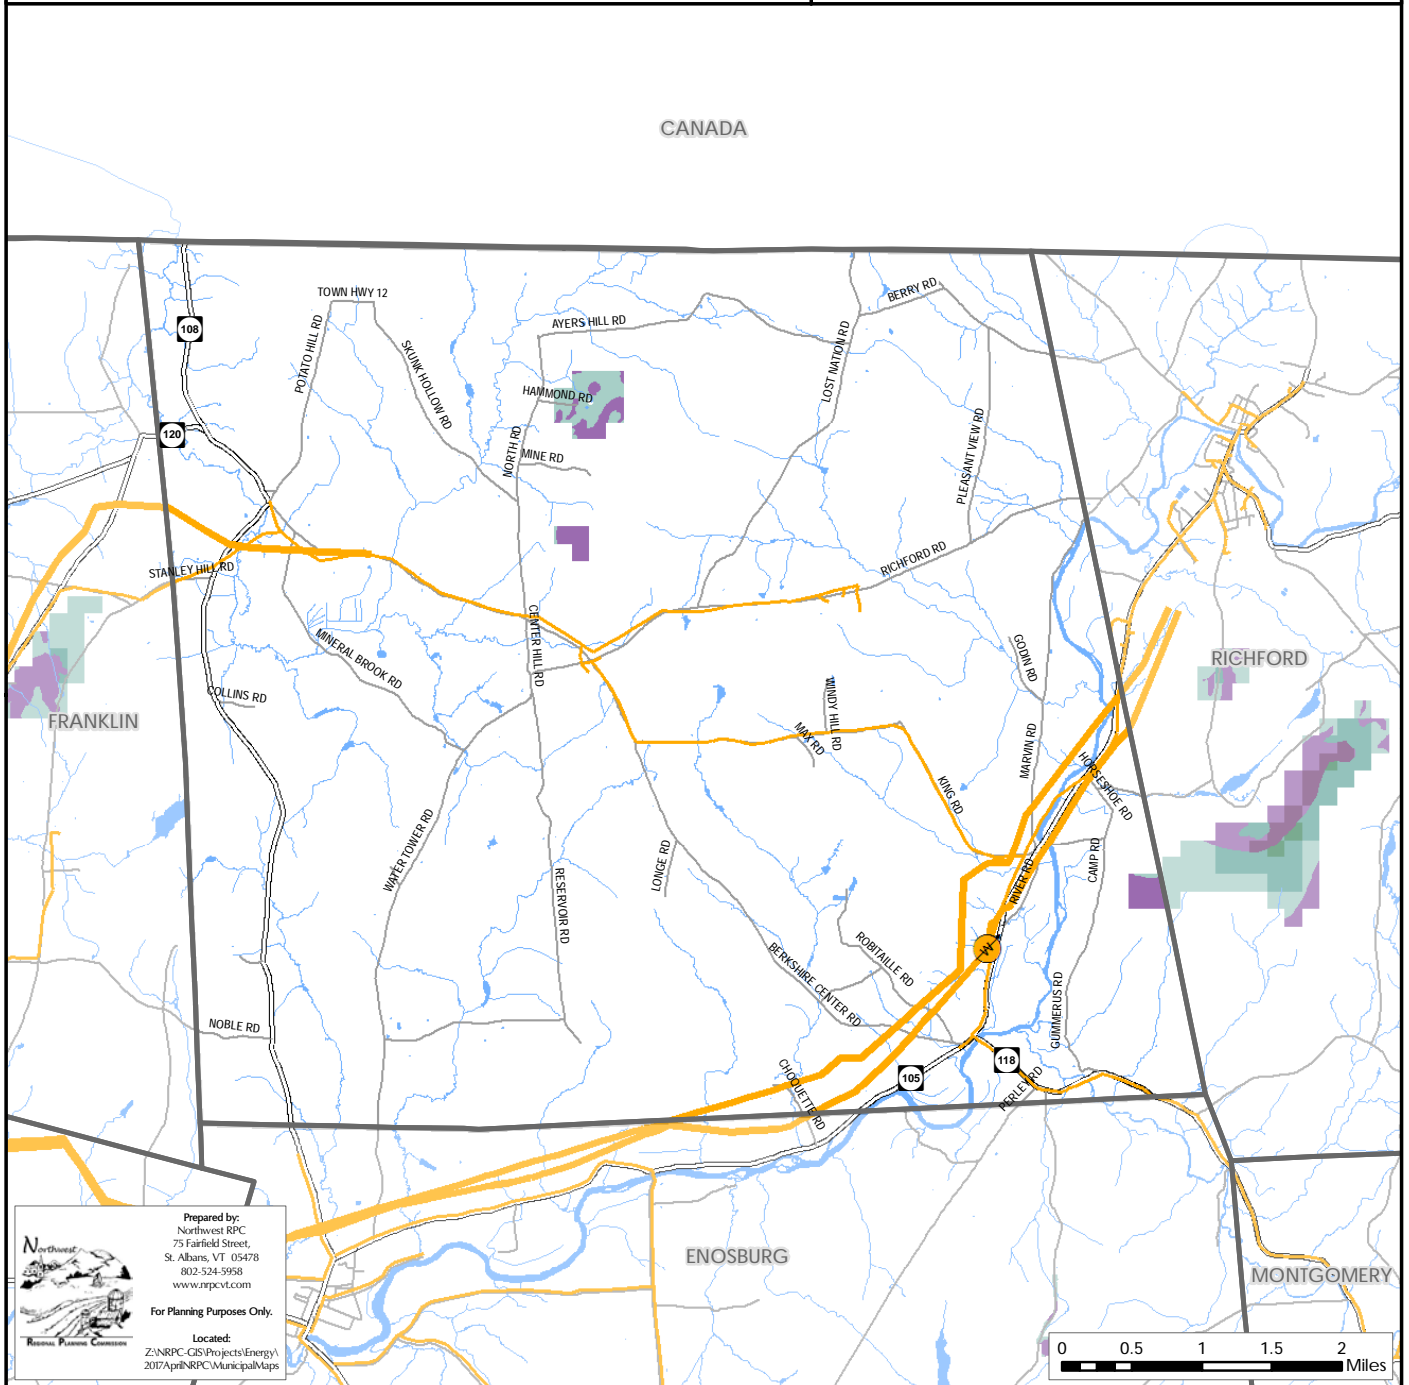 CANADA
TOWN HWY 12
BERRY RD
108
AYERS HILL RD
POTATO HILL RD
SKUNK HOLLOW RD
LOST NATION RD
HAMMOND RD
120
NORTH RD
MINE RD
PLEASANT VIEW RD
RICHFORD RD
STANLEY HILL RD
CENTER HILL RD
MINERAL BROOK RD
GODIN RD
RICHFORD
COLLINS RD
FRANKLIN
WINDY HILL RD
MAX RD
MARVIN RD
HORSESHOE RD
KING RD
WATER TOWER RD
LONGE RD
CAMP RD
RIVER RD
RESERVOIR RD
ROBITAILLE RD
BERKSHIRE CENTER RD
W
GUMMERUS RD
NOBLE RD
118
105
CHOQUETTE RD
PERLEY RD
ENOSBURG
MONTGOMERY
Northwest
REGIONAL PLANNING COMMISSION
Prepared by:
Northwest RPC
75 Fairfield Street,
St. Albans, VT 05478
802-524-5958
www.nrpcvt.com
For Planning Purposes Only.
Located:
Z:\NRPC-GIS\Projects\Energy\
2017AprilNRPC\MunicipalMaps
0 0.5 1 1.5 2
Miles